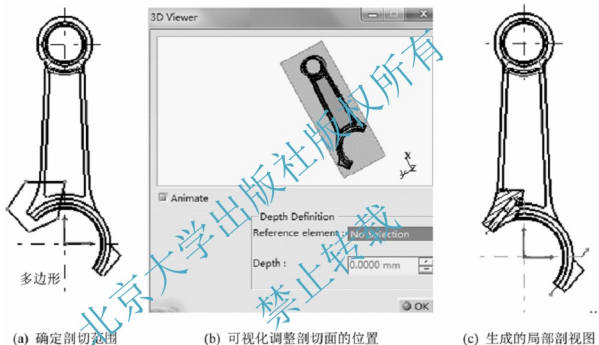 3D Viewer
Animate
Depth Definition
Reference element :
No Selection
Depth :
0.0000 mm
OK
x
y
z
多边形
(a) 确定剖切范围
(b) 可视化调整剖切面的位置
(c) 生成的局部剖视图
北京大学出版社版权所有
禁止转载